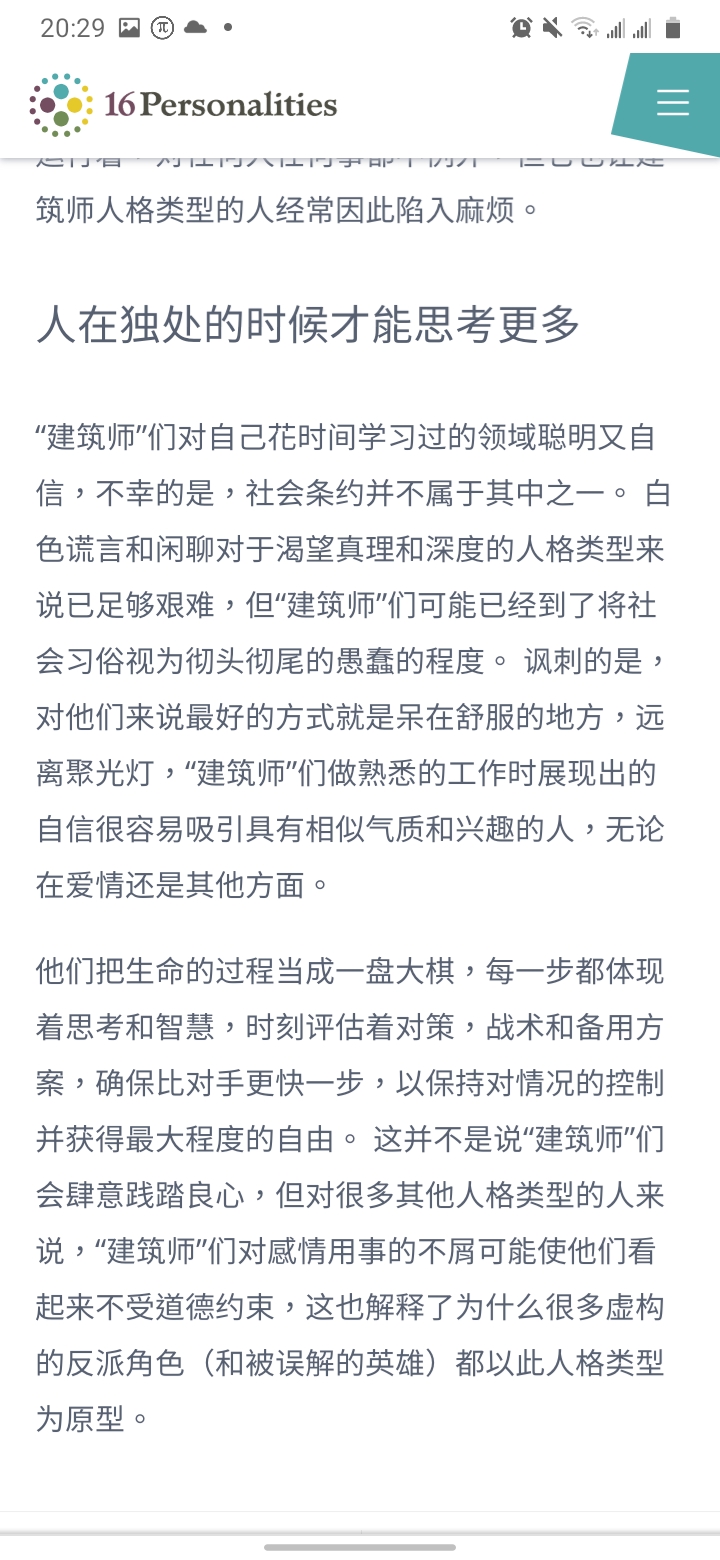 20:29
16Personalities
筑师人格类型的人经常因此陷入麻烦。
人在独处的时候才能思考更多
“建筑师”们对自己花时间学习过的领域聪明又自
信，不幸的是，社会条约并不属于其中之一。 白
色谎言和闲聊对于渴望真理和深度的人格类型来
说已足够艰难，但“建筑师”们可能已经到了将社
会习俗视为彻头彻尾的愚蠢的程度。 讽刺的是，
对他们来说最好的方式就是呆在舒服的地方，远
离聚光灯，“建筑师”们做熟悉的工作时展现出的
自信很容易吸引具有相似气质和兴趣的人，无论
在爱情还是其他方面。
他们把生命的过程当成一盘大棋，每一步都体现
着思考和智慧，时刻评估着对策，战术和备用方
案，确保比对手更快一步，以保持对情况的控制
并获得最大程度的自由。 这并不是说“建筑师”们
会肆意践踏良心，但对很多其他人格类型的人来
说，“建筑师”们对感情用事的不屑可能使他们看
起来不受道德约束，这也解释了为什么很多虚构
的反派角色（和被误解的英雄）都以此人格类型
为原型。